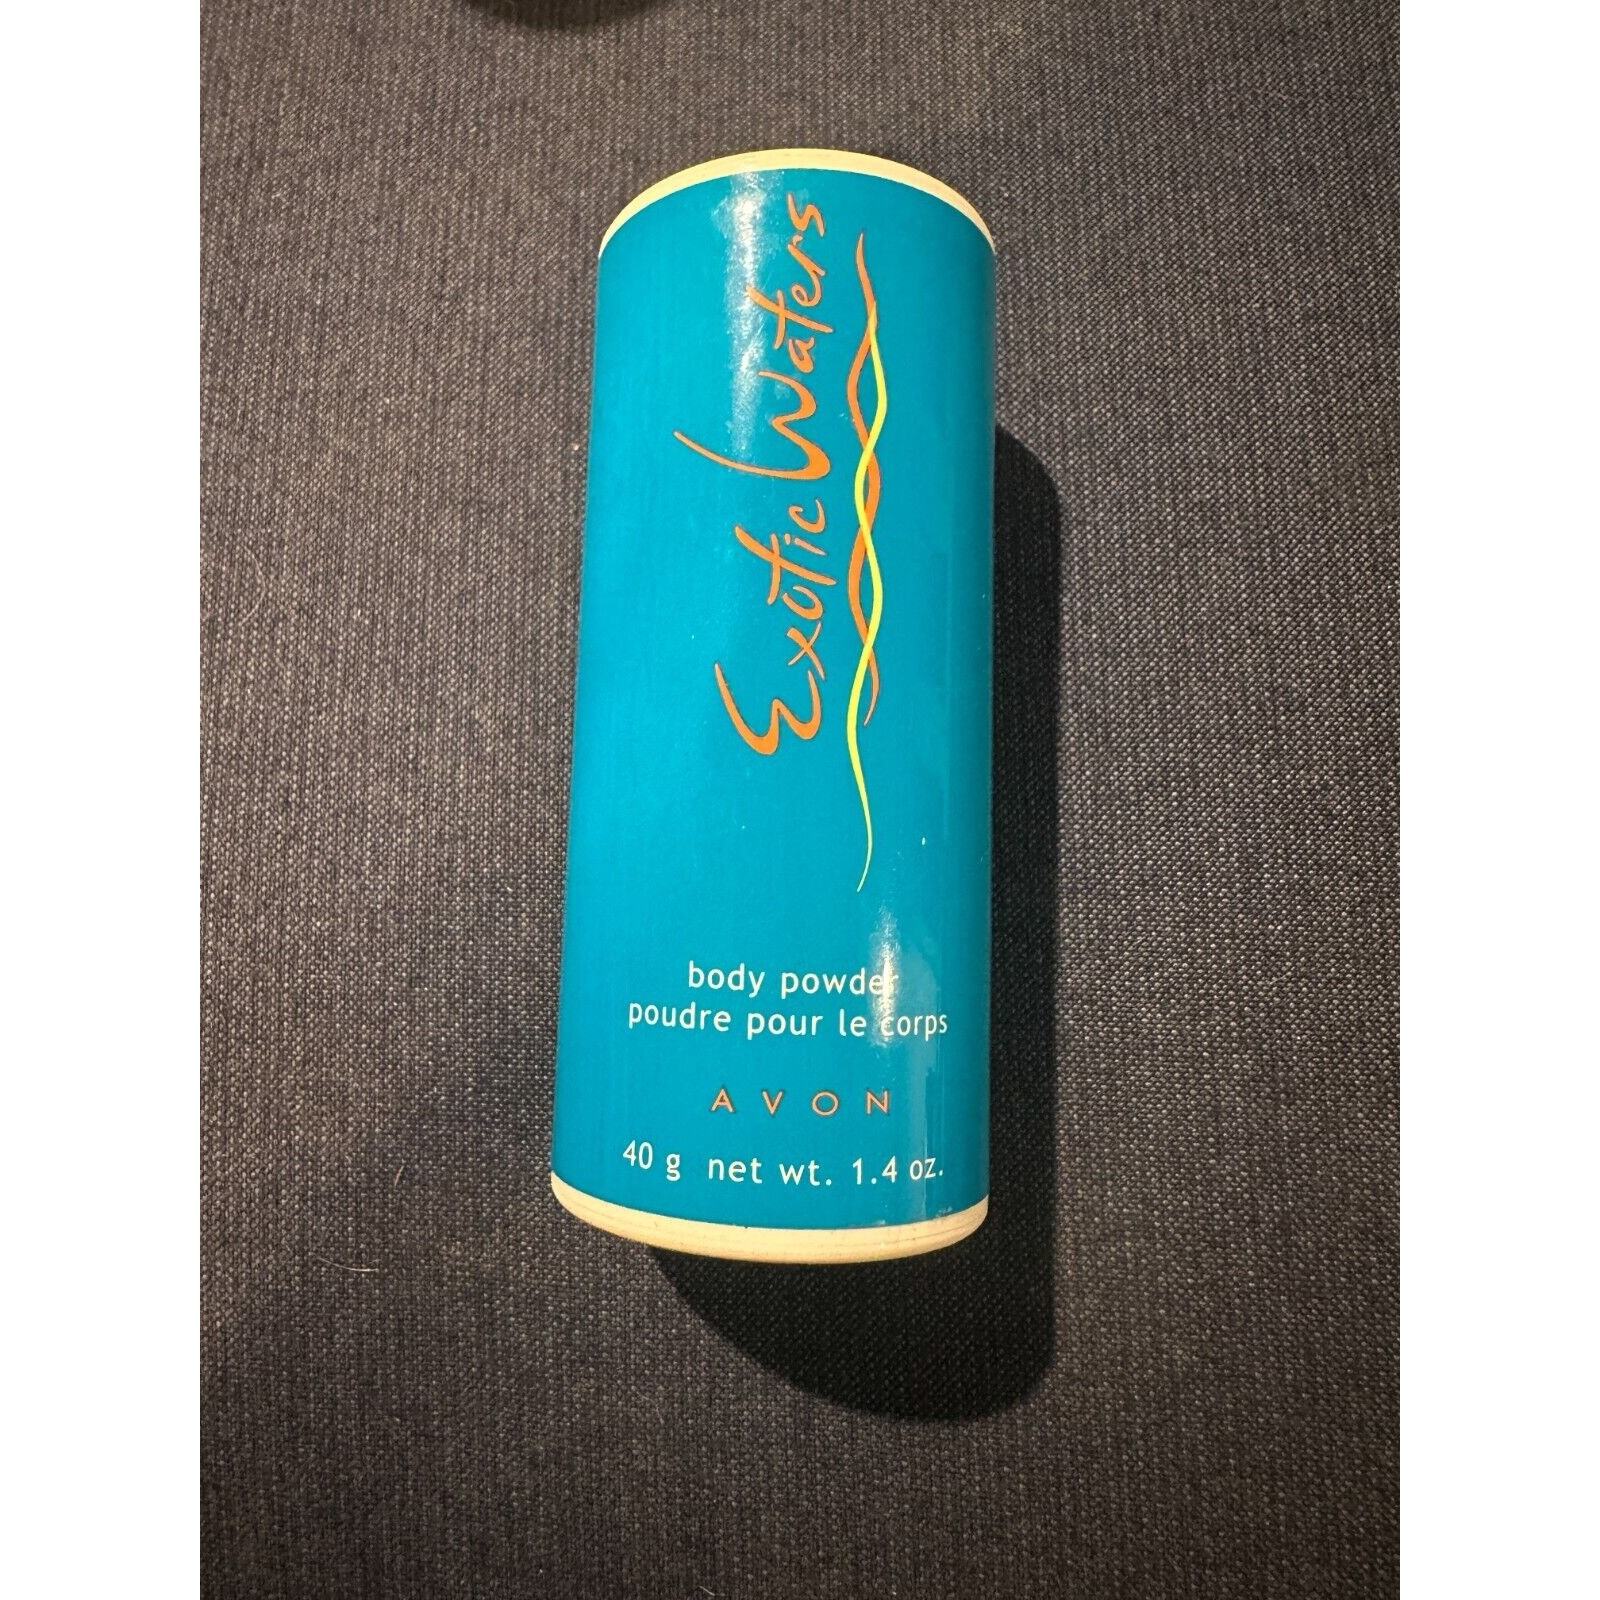 Exotic Waters
body powder
poudre pour le corps
AVON
40 g net wt. 1.4 oz.